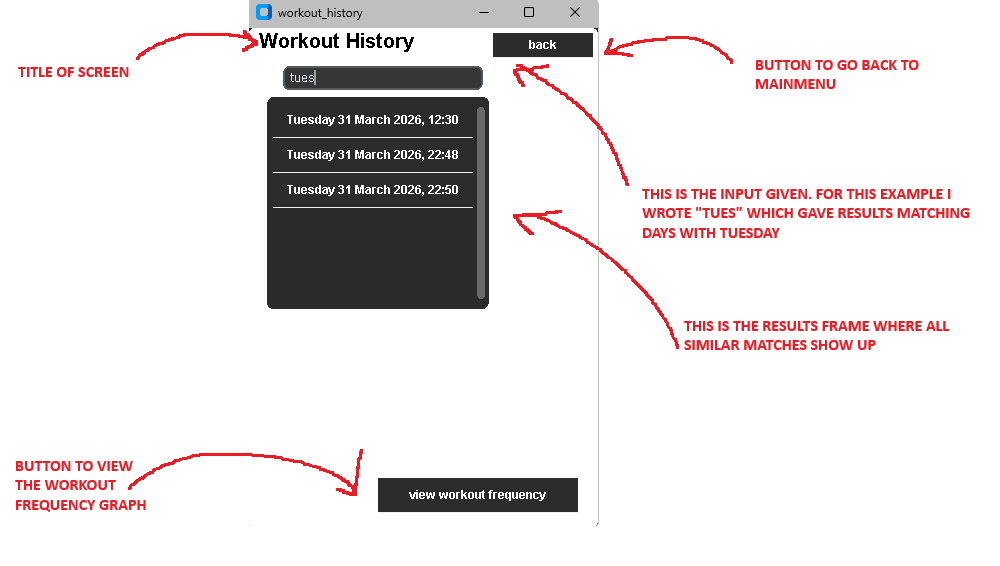 workout_history
Workout History
back
TITLE OF SCREEN
BUTTON TO GO BACK TO
MAINMENU
tues
Tuesday 31 March 2026, 12:30
Tuesday 31 March 2026, 22:48
Tuesday 31 March 2026, 22:50
THIS IS THE INPUT GIVEN. FOR THIS EXAMPLE I
WROTE "TUES" WHICH GAVE RESULTS MATCHING
DAYS WITH TUESDAY
THIS IS THE RESULTS FRAME WHERE ALL
SIMILAR MATCHES SHOW UP
BUTTON TO VIEW
THE WORKOUT
FREQUENCY GRAPH
view workout frequency